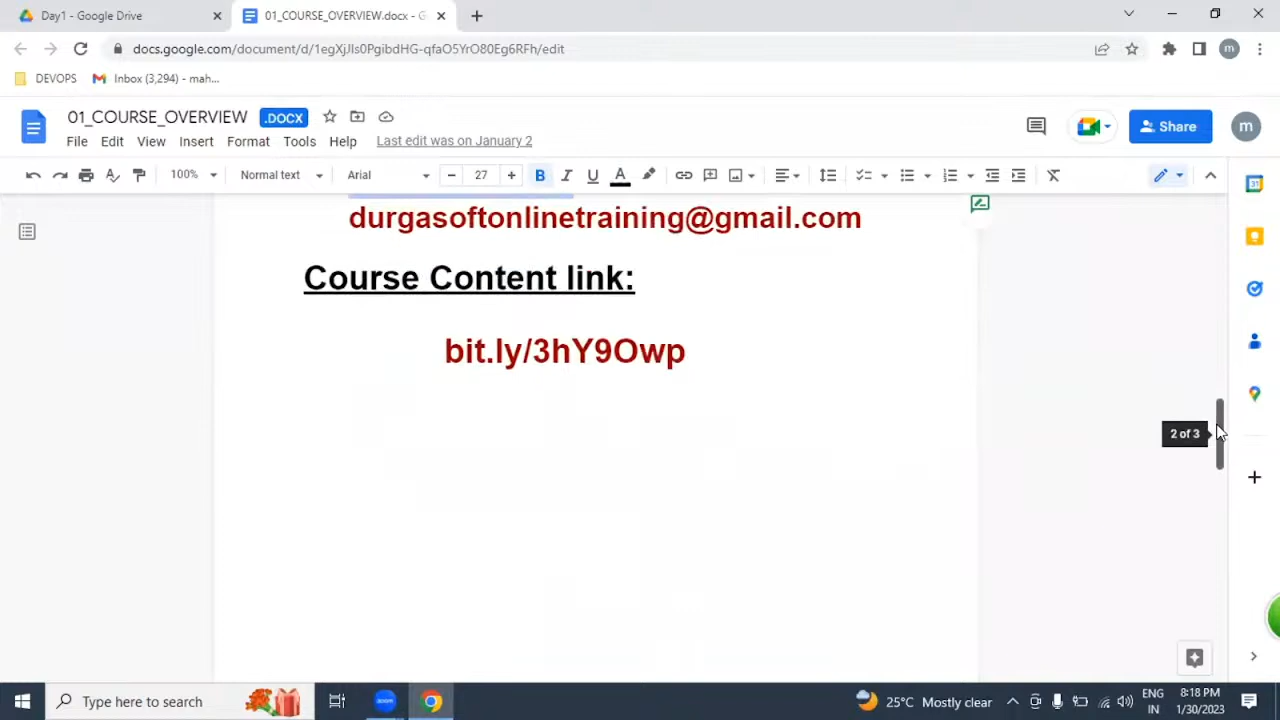 Day1 - Google Drive
01_COURSE_OVERVIEW.docx - G
docs.google.com/document/d/1egXjJIs0PgibdHG-qfaO5YrO80Eg6RFh/edit
m
DEVOPS
Inbox (3,294) - mah...
01_COURSE_OVERVIEW .DOCX
File Edit View Insert Format Tools Help Last edit was on January 2
Share
m
100% Normal text Arial 27 B I U A
durgasoftonlinetraining@gmail.com
Course Content link:
bit.ly/3hY9Owp
2 of 3
31
Type here to search
zoom
25°C Mostly clear
ENG
IN
8:18 PM
1/30/2023